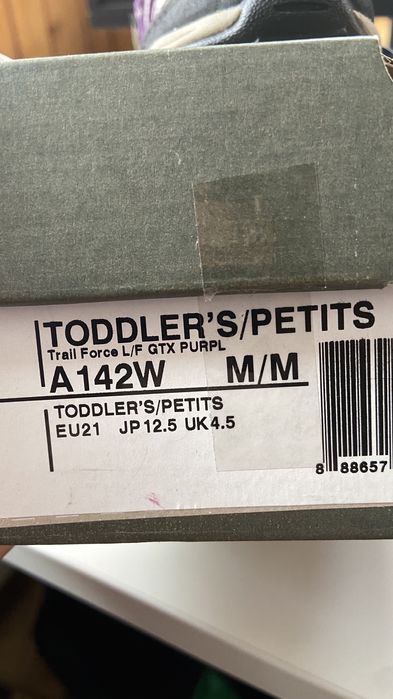 TODDLER'S/PETITS
Trail Force L/F GTX PURPL
A142W M/M
TODDLER'S/PETITS
EU21 JP12.5 UK4.5
8 88657